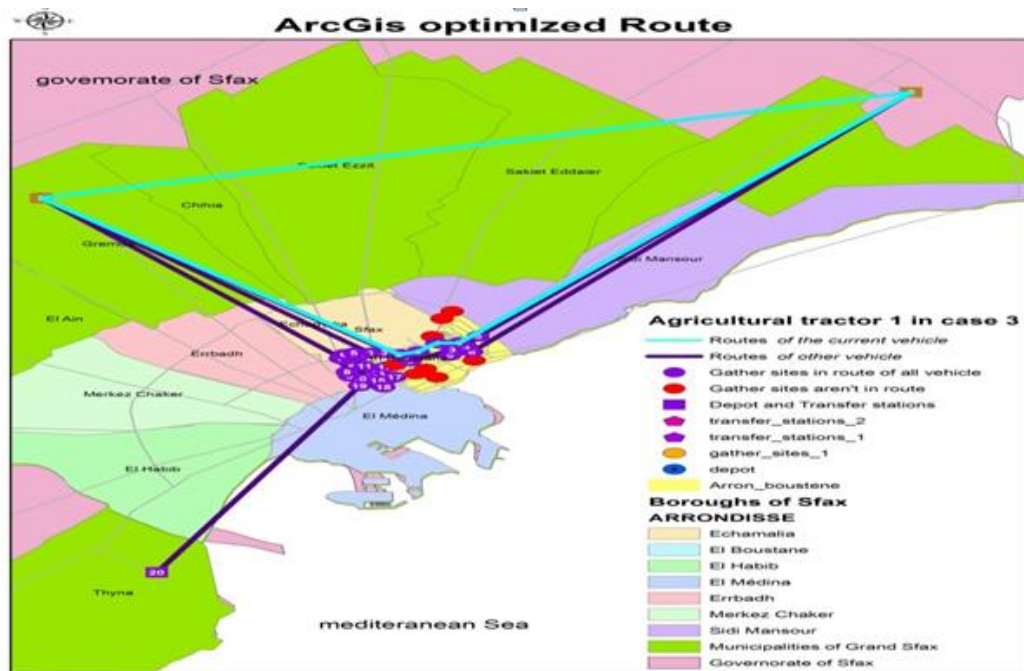 ArcGis optimized Route
govemorate of Sfax
Sakiet Eddaier
Chihia
El Ain
Sfax
Errbadh
Merkez Chaker
El Médina
El Habib
20
Thyna
mediteranean Sea
Agricultural tractor 1 in case 3
Routes of the current vehicle
Routes of other vehicle
Gather sites in route of all vehicle
Gather sites aren't in route
Depot and Transfer stations
transfer_stations_2
transfer_stations_1
gather_sites_1
depot
Arron_boustene
Boroughs of Sfax
ARRONDISSE
Echamalia
El Boustane
El Habib
El Médina
Errbadh
Merkez Chaker
Sidi Mansour
Municipalities of Grand Sfax
Governorate of Sfax